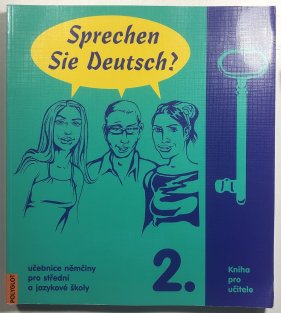 Sprechen
Sie Deutsch?
učebnice němčiny
pro střední
a jazykové školy
2.
Kniha
pro
učitele
POLYGLOT